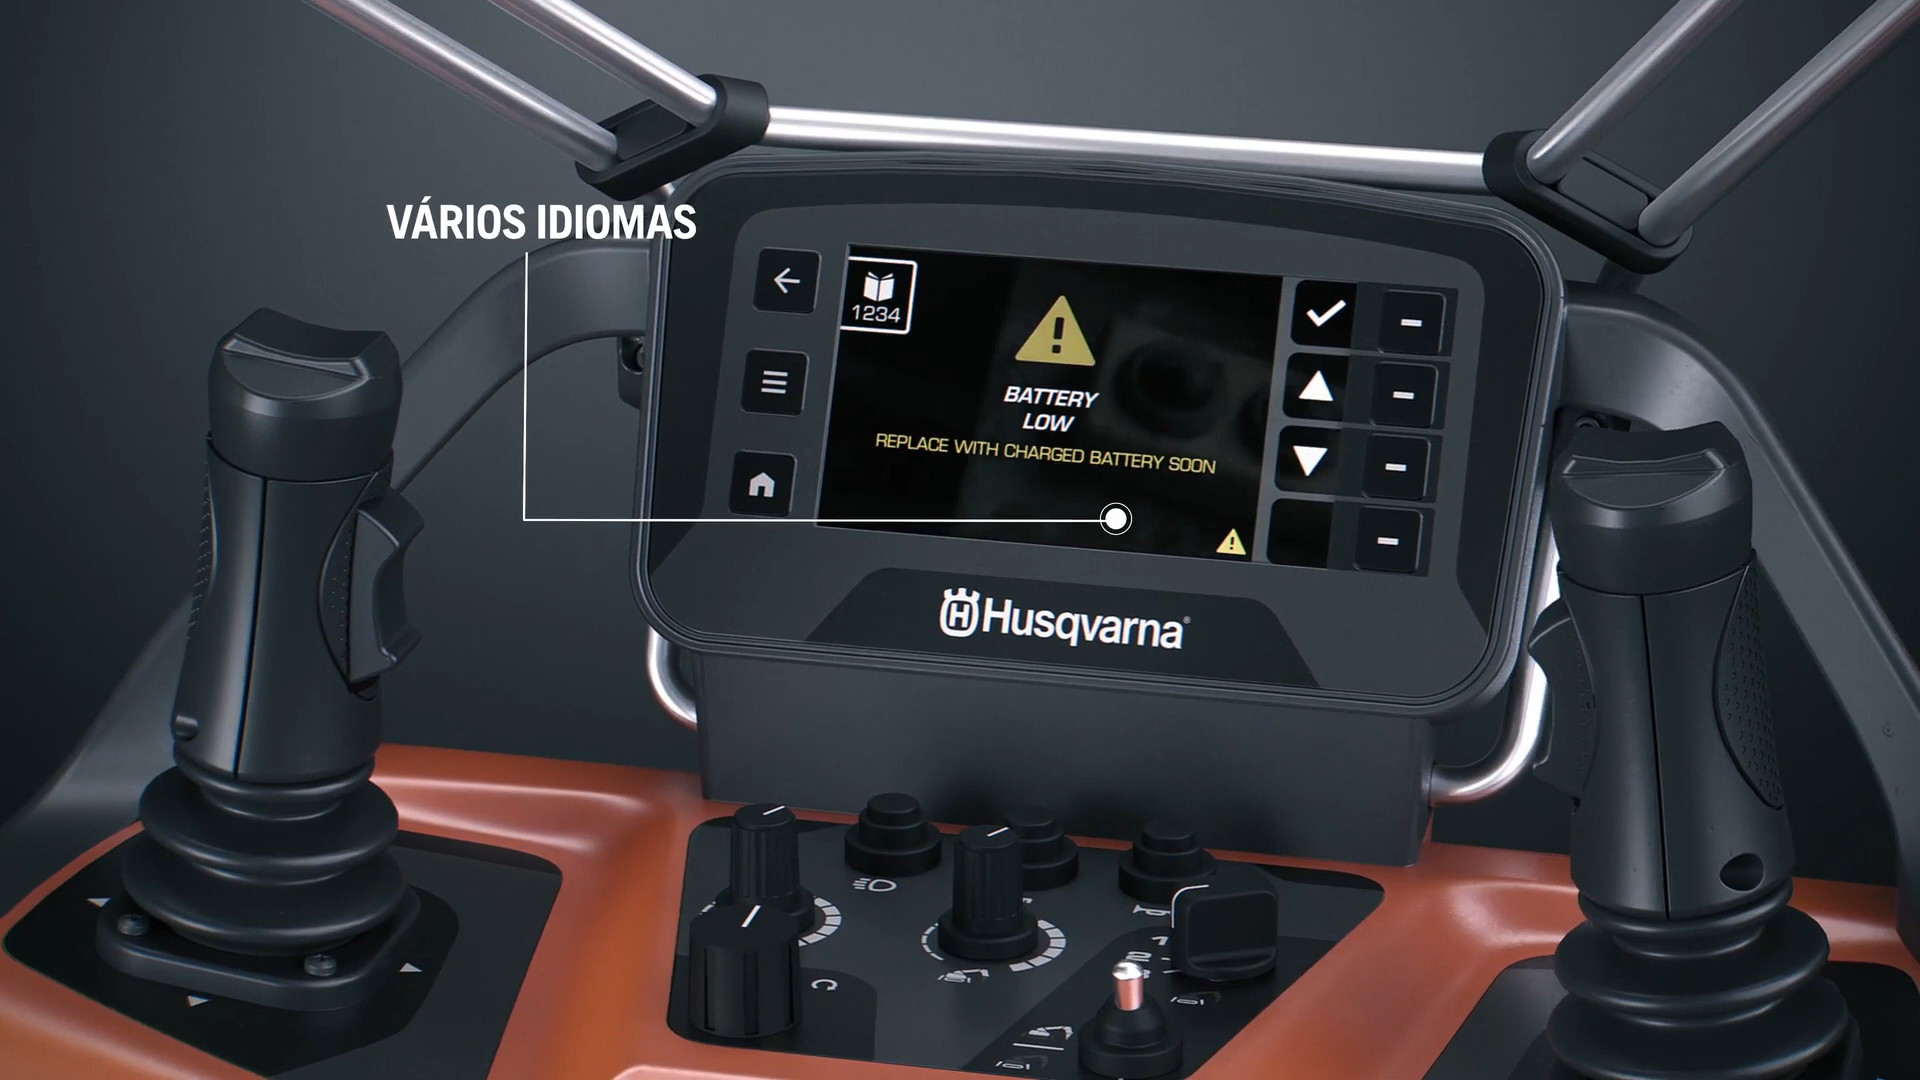 VÁRIOS IDIOMAS
1234
BATTERY
LOW
REPLACE WITH CHARGED BATTERY SOON
Husqvarna®